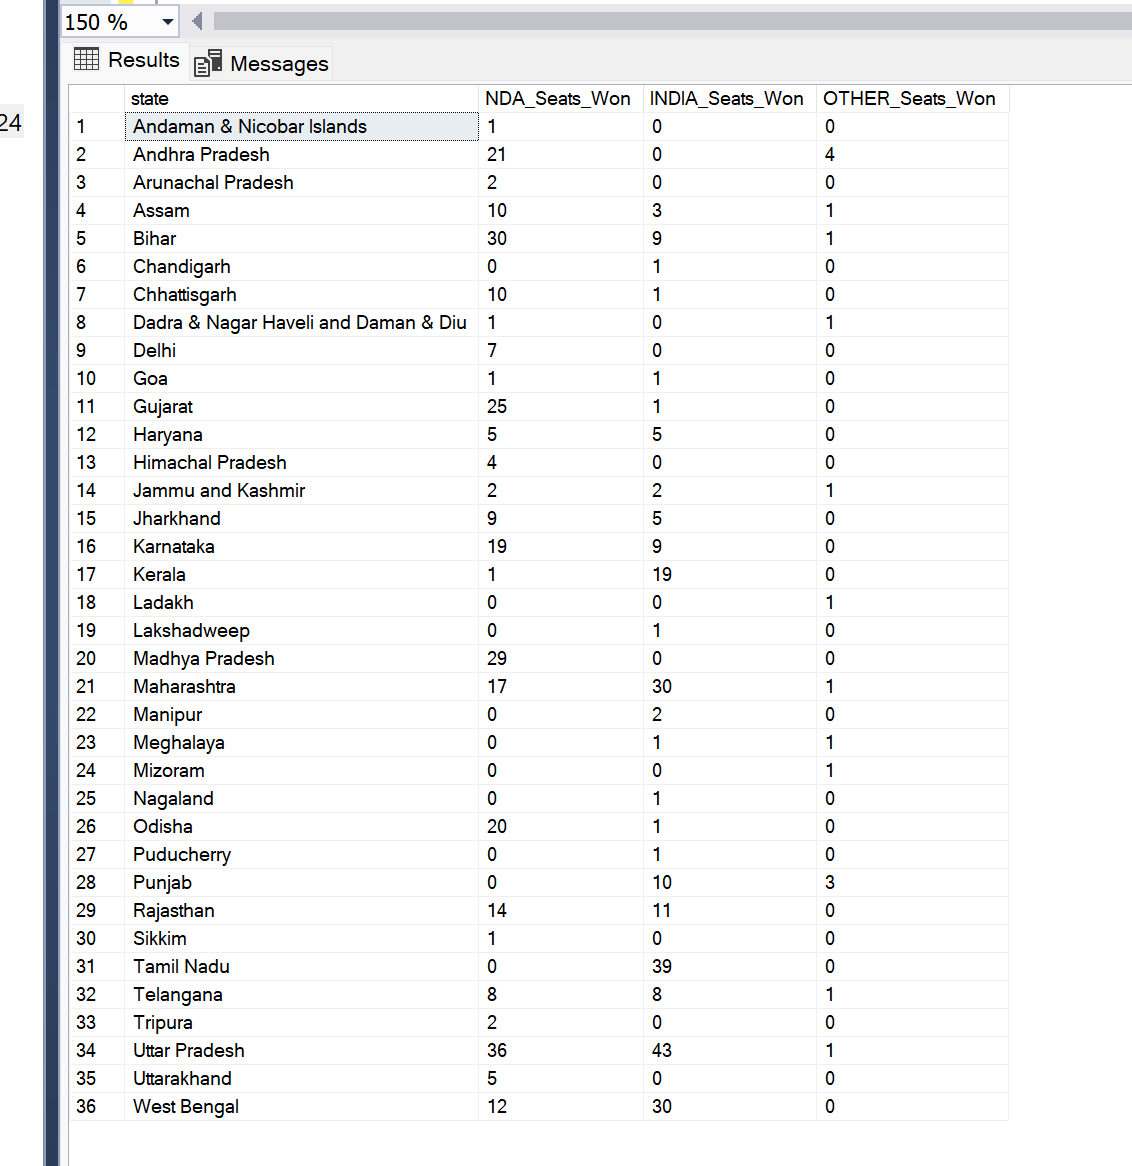 150 %
Results Messages
24
state NDA_Seats_Won INDIA_Seats_Won OTHER_Seats_Won
1 Andaman & Nicobar Islands 1 0 0
2 Andhra Pradesh 21 0 4
3 Arunachal Pradesh 2 0 0
4 Assam 10 3 1
5 Bihar 30 9 1
6 Chandigarh 0 1 0
7 Chhattisgarh 10 1 0
8 Dadra & Nagar Haveli and Daman & Diu 1 0 1
9 Delhi 7 0 0
10 Goa 1 1 0
11 Gujarat 25 1 0
12 Haryana 5 5 0
13 Himachal Pradesh 4 0 0
14 Jammu and Kashmir 2 2 1
15 Jharkhand 9 5 0
16 Karnataka 19 9 0
17 Kerala 1 19 0
18 Ladakh 0 0 1
19 Lakshadweep 0 1 0
20 Madhya Pradesh 29 0 0
21 Maharashtra 17 30 1
22 Manipur 0 2 0
23 Meghalaya 0 1 1
24 Mizoram 0 0 1
25 Nagaland 0 1 0
26 Odisha 20 1 0
27 Puducherry 0 1 0
28 Punjab 0 10 3
29 Rajasthan 14 11 0
30 Sikkim 1 0 0
31 Tamil Nadu 0 39 0
32 Telangana 8 8 1
33 Tripura 2 0 0
34 Uttar Pradesh 36 43 1
35 Uttarakhand 5 0 0
36 West Bengal 12 30 0